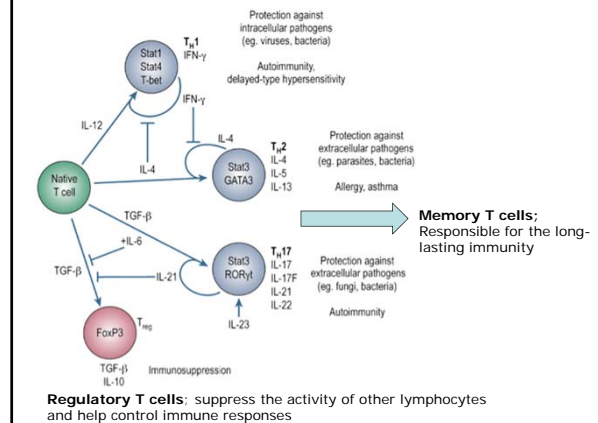 Protection against
intracellular pathogens
(eg. viruses, bacteria)
Autoimmunity,
delayed-type hypersensitivity
Stat1
Stat4
T-bet
TH1
IFN-γ
IFN-γ
IL-12
IL-4
IL-4
Native
T cell
Stat3
GATA3
TH2
IL-4
IL-5
IL-13
Protection against
extracellular pathogens
(eg. parasites, bacteria)
Allergy, asthma
Memory T cells;
Responsible for the long-
lasting immunity
TGF-β
+IL-6
TGF-β
IL-21
Stat3
RORγt
TH17
IL-17
IL-17F
IL-21
IL-22
Protection against
extracellular pathogens
(eg. fungi, bacteria)
Autoimmunity
IL-23
FoxP3
Treg
TGF-β
IL-10
Immunosuppression
Regulatory T cells; suppress the activity of other lymphocytes
and help control immune responses